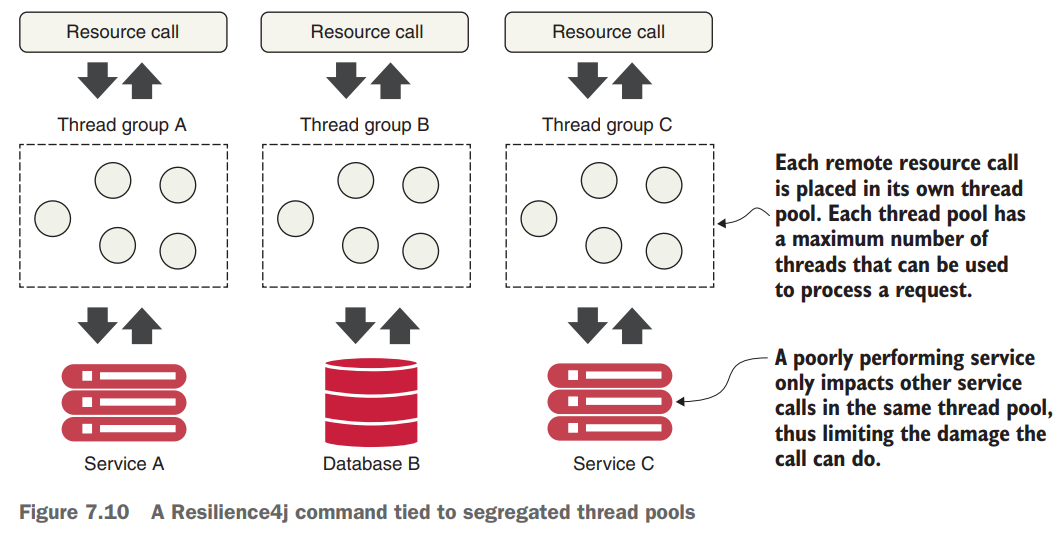 Resource call
Resource call
Resource call
Thread group A
Thread group B
Thread group C
Each remote resource call
is placed in its own thread
pool. Each thread pool has
a maximum number of
threads that can be used
to process a request.
A poorly performing service
only impacts other service
calls in the same thread pool,
thus limiting the damage the
call can do.
Service A
Database B
Service C
Figure 7.10 A Resilience4j command tied to segregated thread pools